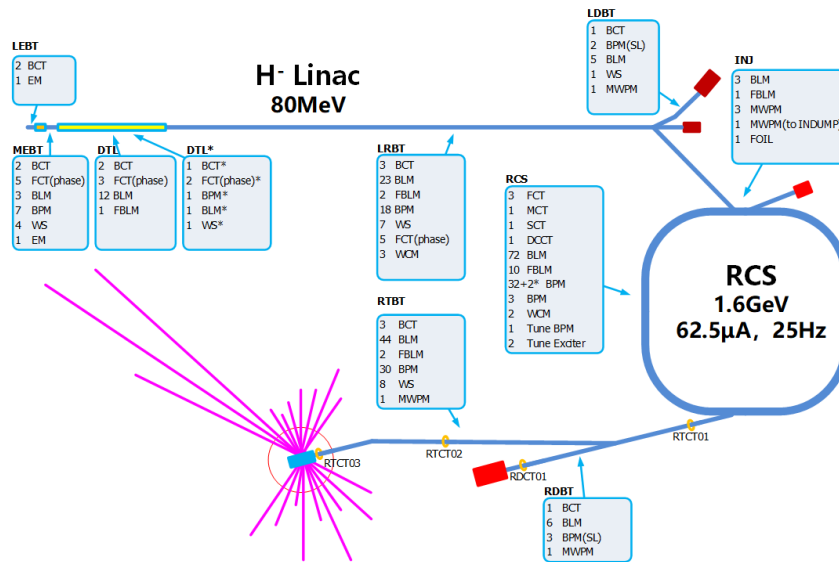 LEBT
2 BCT
1 EM
H- Linac
80MeV
LDBT
1 BCT
2 BPM(SL)
5 BLM
1 WS
1 MWPM
INJ
3 BLM
1 FBLM
3 MWPM
1 MWPM(to INDUMP)
1 FOIL
MEBT
2 BCT
5 FCT(phase)
3 BLM
7 BPM
4 WS
1 EM
DTL
2 BCT
3 FCT(phase)
12 BLM
1 FBLM
DTL*
1 BCT*
2 FCT(phase)*
1 BPM*
1 BLM*
1 WS*
LRBT
3 BCT
23 BLM
2 FBLM
18 BPM
7 WS
5 FCT(phase)
3 WCM
RCS
3 FCT
1 MCT
1 SCT
1 DCCT
72 BLM
10 FBLM
32+2* BPM
3 BPM
2 WCM
1 Tune BPM
2 Tune Exciter
RCS
1.6GeV
62.5μA, 25Hz
RTBT
3 BCT
44 BLM
2 FBLM
30 BPM
8 WS
1 MWPM
RTCT01
RTCT02
RTCT03
RDCT01
RDBT
1 BCT
6 BLM
3 BPM(SL)
1 MWPM